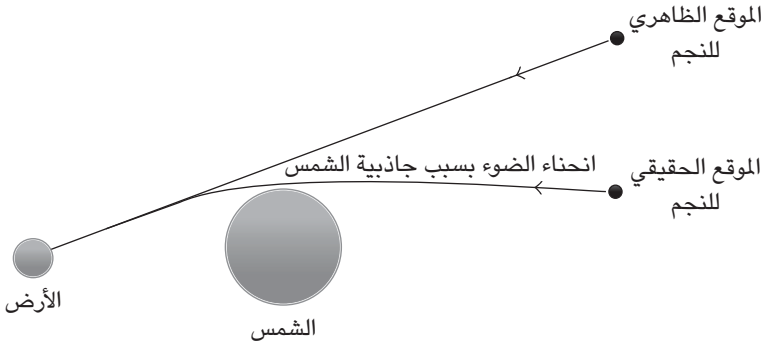 الموقع الظاهري
للنجم
انحناء الضوء بسبب جاذبية الشمس
الموقع الحقيقي
للنجم
الأرض
الشمس